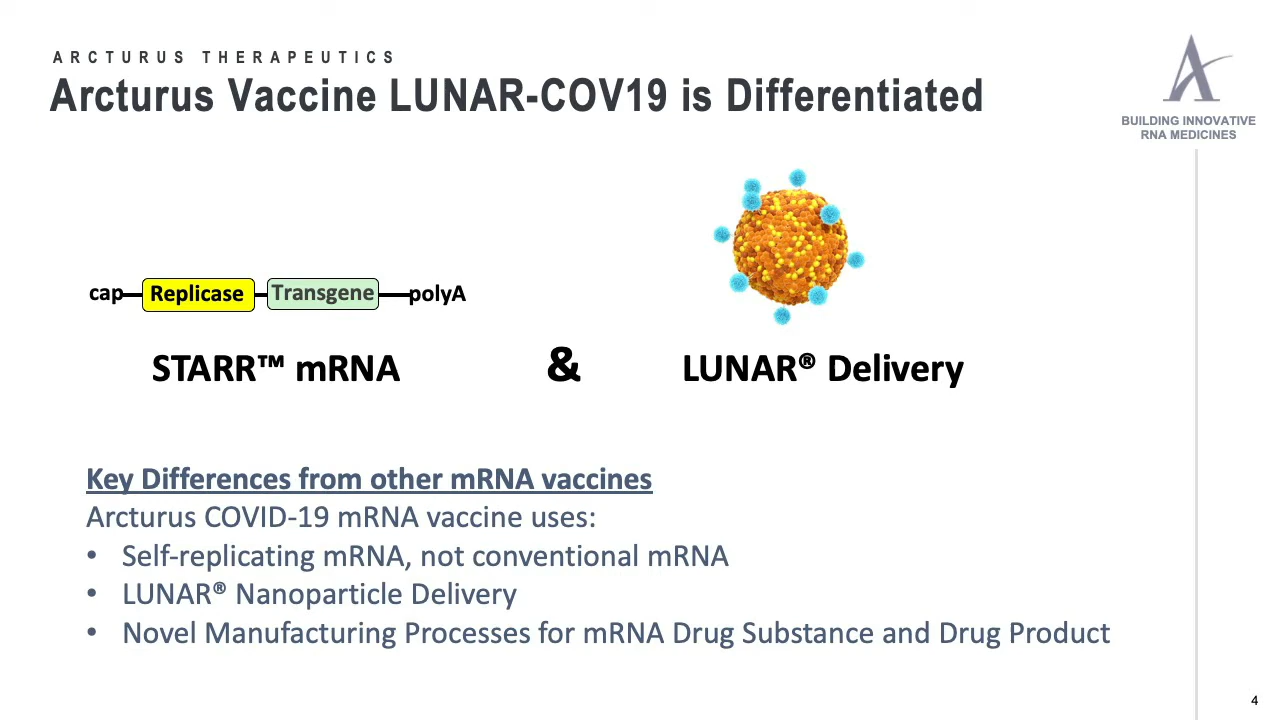 ARCTURUS THERAPEUTICS
Arcturus Vaccine LUNAR-COV19 is Differentiated
BUILDING INNOVATIVE
RNA MEDICINES
cap Replicase Transgene polyA
STARR™ mRNA & LUNAR® Delivery
Key Differences from other mRNA vaccines
Arcturus COVID-19 mRNA vaccine uses:
• Self-replicating mRNA, not conventional mRNA
• LUNAR® Nanoparticle Delivery
• Novel Manufacturing Processes for mRNA Drug Substance and Drug Product
4